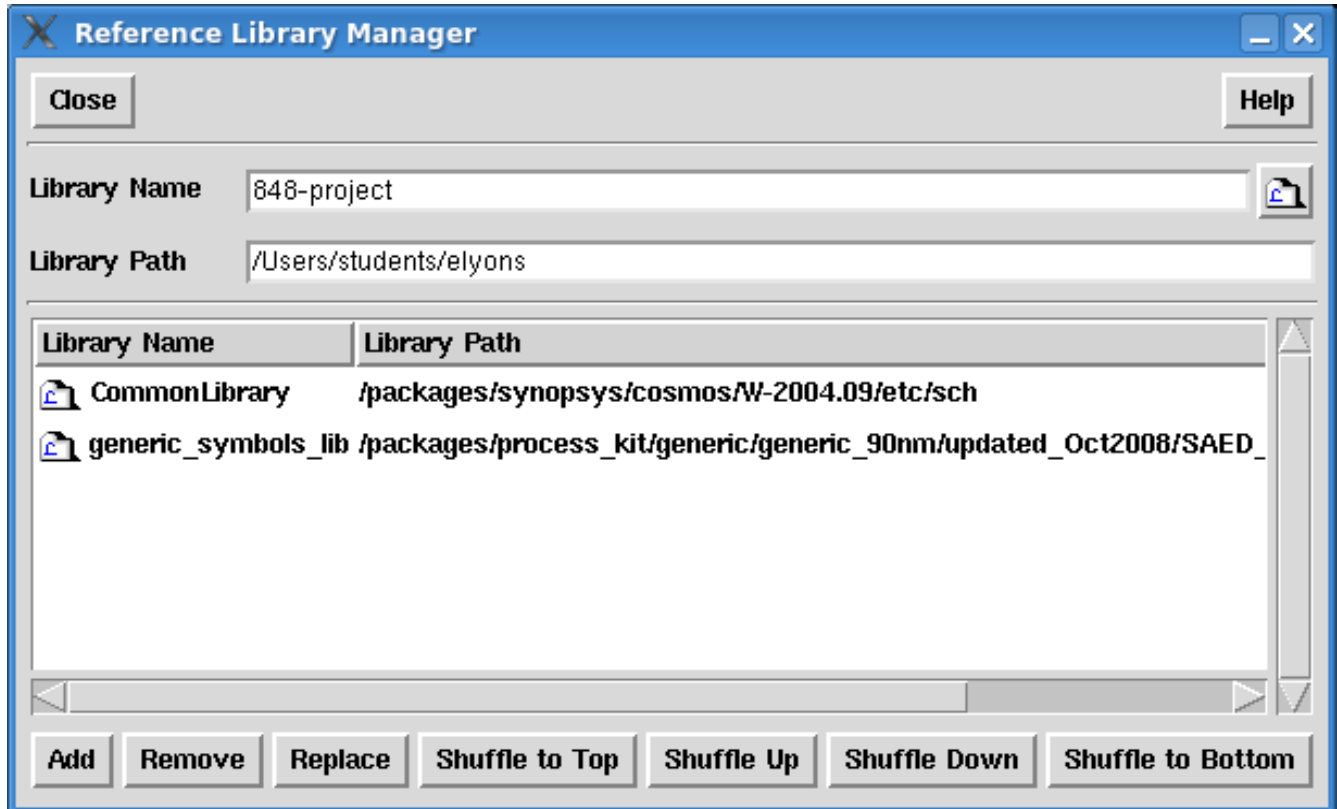 Reference Library Manager
Close Help
Library Name 848-project
Library Path /Users/students/elyons
Library Name Library Path
CommonLibrary /packages/synopsys/cosmos/W-2004.09/etc/sch
generic_symbols_lib /packages/process_kit/generic/generic_90nm/updated_Oct2008/SAED_
Add Remove Replace Shuffle to Top Shuffle Up Shuffle Down Shuffle to Bottom